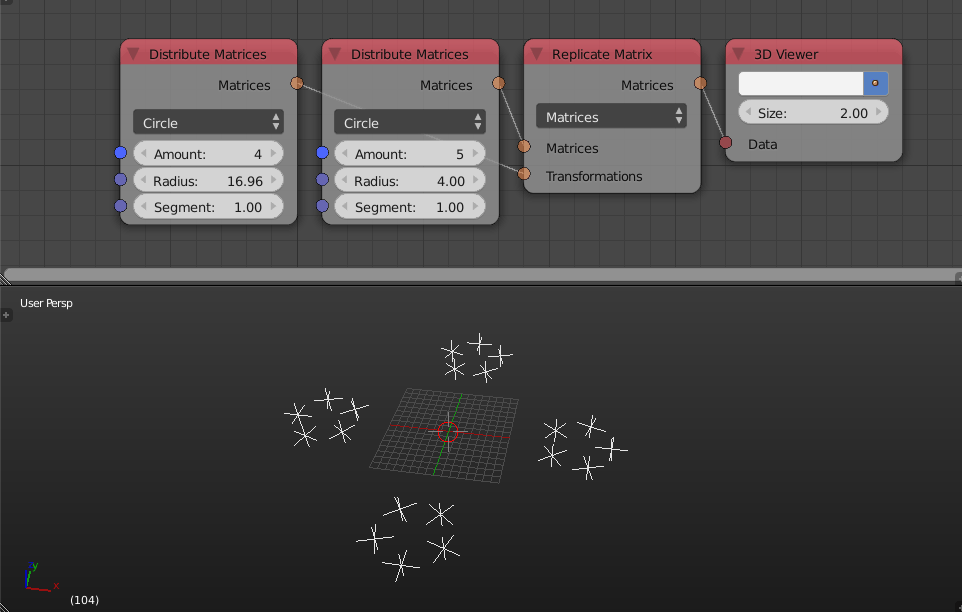 Distribute Matrices
Matrices
Circle
Amount: 4
Radius: 16.96
Segment: 1.00
Distribute Matrices
Matrices
Circle
Amount: 5
Radius: 4.00
Segment: 1.00
Replicate Matrix
Matrices
Matrices
Matrices
Transformations
3D Viewer
Size: 2.00
Data
User Persp
y
x
(104)